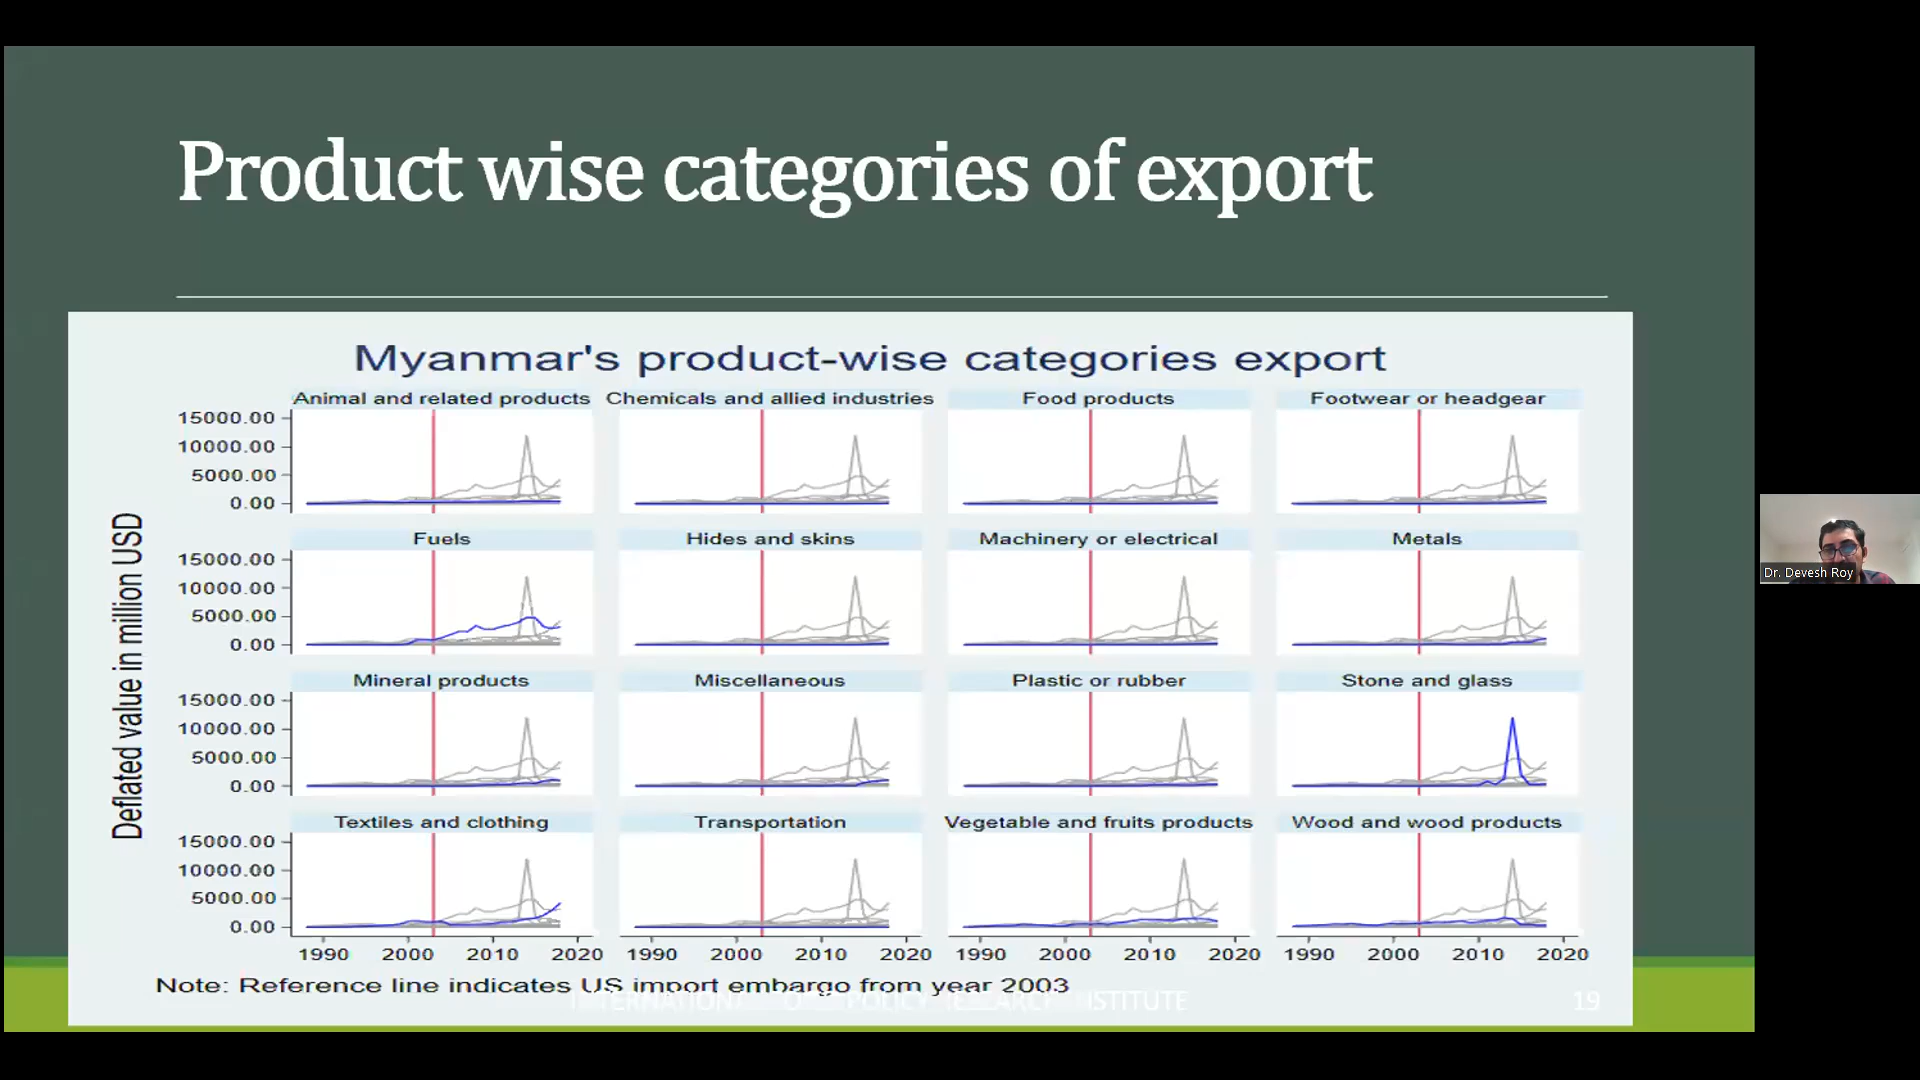 Product wise categories of export
Myanmar's product-wise categories export
Animal and related products Chemicals and allied industries Food products Footwear or headgear
15000.00
10000.00
5000.00
0.00
Fuels Hides and skins Machinery or electrical Metals
15000.00
10000.00
5000.00
0.00
Mineral products Miscellaneous Plastic or rubber Stone and glass
15000.00
10000.00
5000.00
0.00
Textiles and clothing Transportation Vegetable and fruits products Wood and wood products
15000.00
10000.00
5000.00
0.00
1990 2000 2010 2020 1990 2000 2010 2020 1990 2000 2010 2020 1990 2000 2010 2020
Deflated value in million USD
Note: Reference line indicates US import embargo from year 2003
POLICY INSTITUTE
19
Dr. Devesh Roy